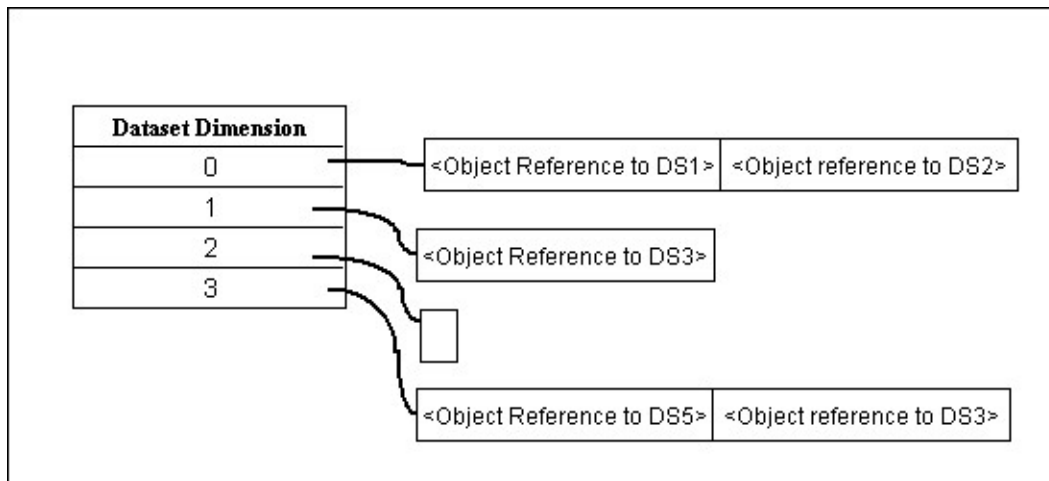 Dataset Dimension
0
<Object Reference to DS1> <Object reference to DS2>
1
<Object Reference to DS3>
2
3
<Object Reference to DS5> <Object reference to DS3>